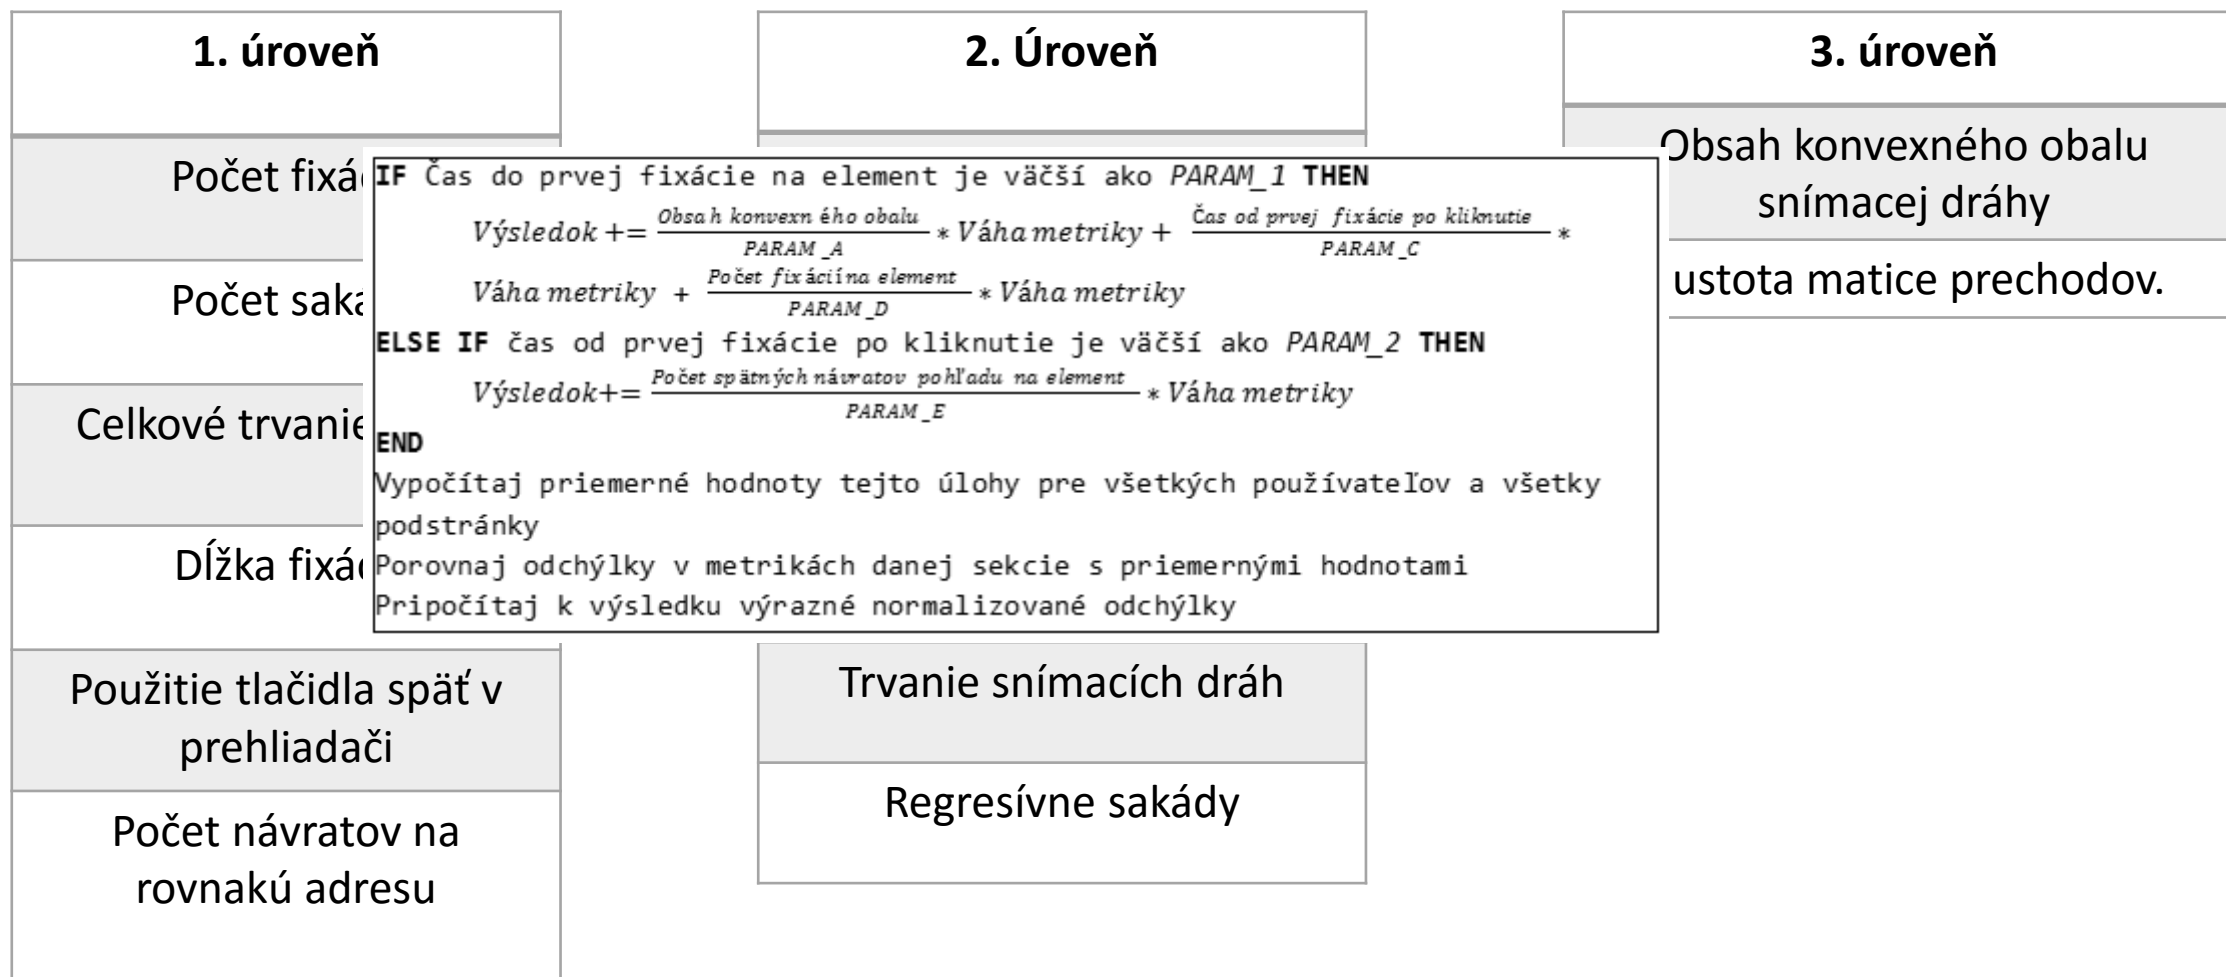 1. úroveň
Počet fixá
Počet saká
Celkové trvanie
Dĺžka fixá
Použitie tlačidla späť v
prehliadači
Počet návratov na
rovnakú adresu
2. Úroveň
IF Čas do prvej fixácie na element je väčší ako PARAM_1 THEN
Výsledok += Obsah konvexného obalu / PARAM_A * Váha metriky + Čas od prvej fixácie po kliknutie / PARAM_C *
Váha metriky + Počet fixáciína element / PARAM_D * Váha metriky
ELSE IF čas od prvej fixácie po kliknutie je väčší ako PARAM_2 THEN
Výsledok+= Počet spätných návratov pohľadu na element / PARAM_E * Váha metriky
END
Vypočítaj priemerné hodnoty tejto úlohy pre všetkých používateľov a všetky
podstránky
Porovnaj odchýlky v metrikách danej sekcie s priemernými hodnotami
Pripočítaj k výsledku výrazné normalizované odchýlky
Trvanie snímacích dráh
Regresívne sakády
3. úroveň
Obsah konvexného obalu
snímacej dráhy
ustota matice prechodov.